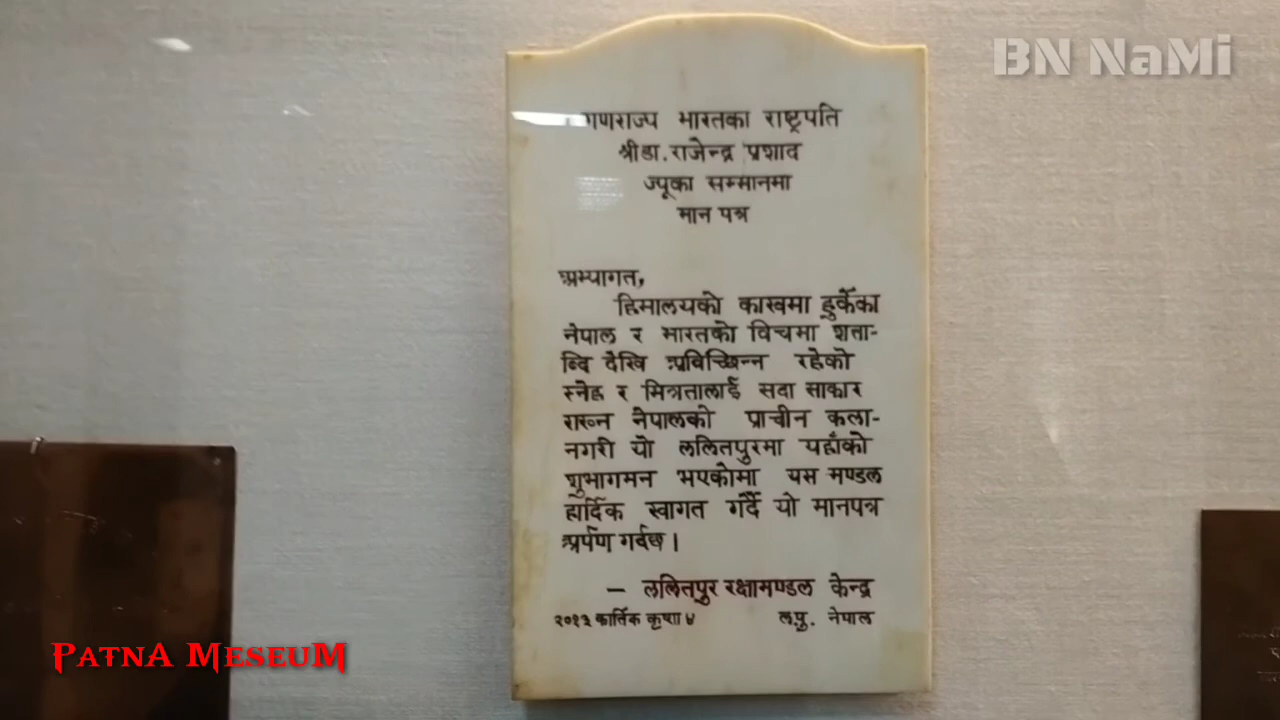 BN NaMi
गणराज्य भारतका राष्ट्रपति
श्रीडा. राजेन्द्र प्रशाद
ज्यूका सम्मानमा
मान पत्र
अभ्यागत,
हिमालयको काखमा हुर्केका
नेपाल र भारतको विचमा शता-
ब्दि देखि अविच्छिन्न रहेको
स्नेह र मित्रतालाई सदा साकार
राख्न नेपालको प्राचीन कला-
नगरी यो ललितपुरमा यहाँको
शुभागमन भएकोमा यस मण्डल
हार्दिक स्वागत गर्दै यो मानपत्र
अर्पण गर्दछ।
— ललितपुर रक्षामण्डल केन्द्र
२०१३ कार्तिक कृष्ण ४ ल.पु. नेपाल
PATNA MESEUM